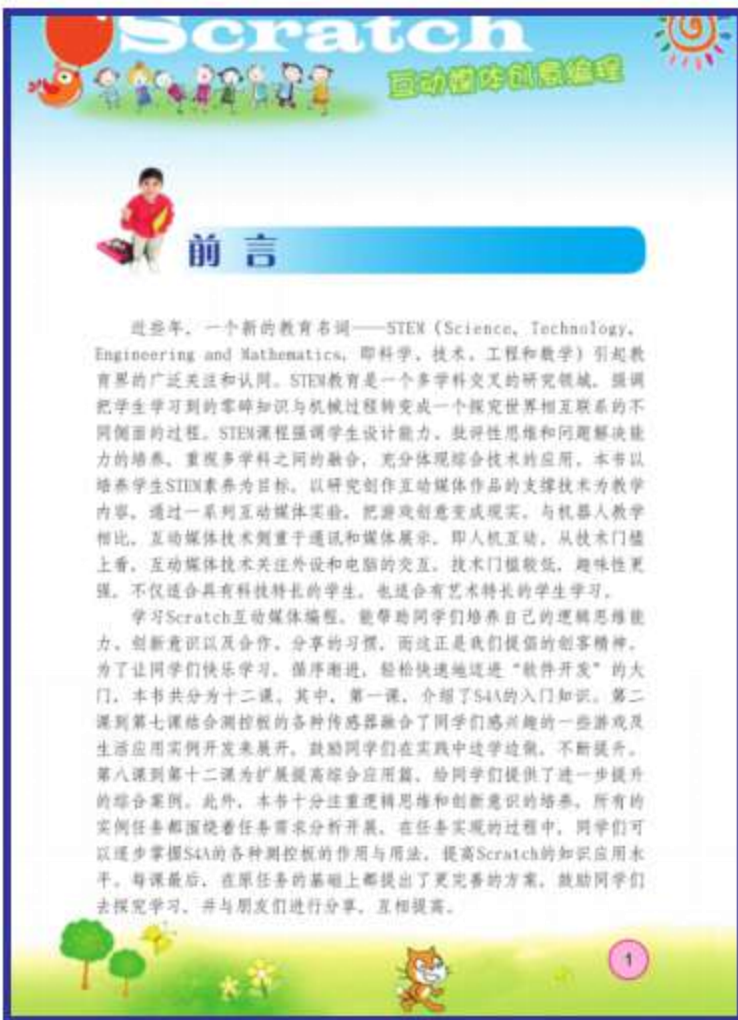 Scratch
互动媒体创意编程
前言
近些年，一个新的教育名词——STEM（Science, Technology,
Engineering and Mathematics, 即科学、技术、工程和数学）引起教
育界的广泛关注和认同。STEM教育是一个多学科交叉的研究领域，强调
把学生学习到的零碎知识与机械过程转变成一个探究世界相互联系的不
同侧面的过程。STEM课程强调学生设计能力、批评性思维和问题解决能
力的培养，重视多学科之间的融合，充分体现综合技术的应用。本书以
培养学生STEM素养为目标，以研究创作互动媒体作品的支撑技术为教学
内容，通过一系列互动媒体实验，把游戏创意变成现实。与机器人教学
相比，互动媒体技术侧重于通讯和媒体展示，即人机互动，从技术门槛
上看，互动媒体技术关注外设和电脑的交互，技术门槛较低，趣味性更
强，不仅适合具有科技特长的学生，也适合有艺术特长的学生学习。
学习Scratch互动媒体编程，能帮助同学们培养自己的逻辑思维能
力、创新意识以及合作、分享的习惯，而这正是我们提倡的创客精神。
为了让同学们快乐学习，循序渐进，轻松快速地迈进“软件开发”的大
门，本书共分为十二课。其中，第一课，介绍了S4A的入门知识。第二
课到第七课结合测控板的各种传感器融合了同学们感兴趣的一些游戏及
生活应用实例开发来展开，鼓励同学们在实践中边学边做，不断提升。
第八课到第十二课为扩展提高综合应用篇，给同学们提供了进一步提升
的综合案例。此外，本书十分注重逻辑思维和创新意识的培养，所有的
实例任务都围绕着任务需求分析开展，在任务实现的过程中，同学们可
以逐步掌握S4A的各种测控板的作用与用法，提高Scratch的知识应用水
平。每课最后，在原任务的基础上都提出了更完善的方案，鼓励同学们
去探究学习，并与朋友们进行分享，互相提高。
1